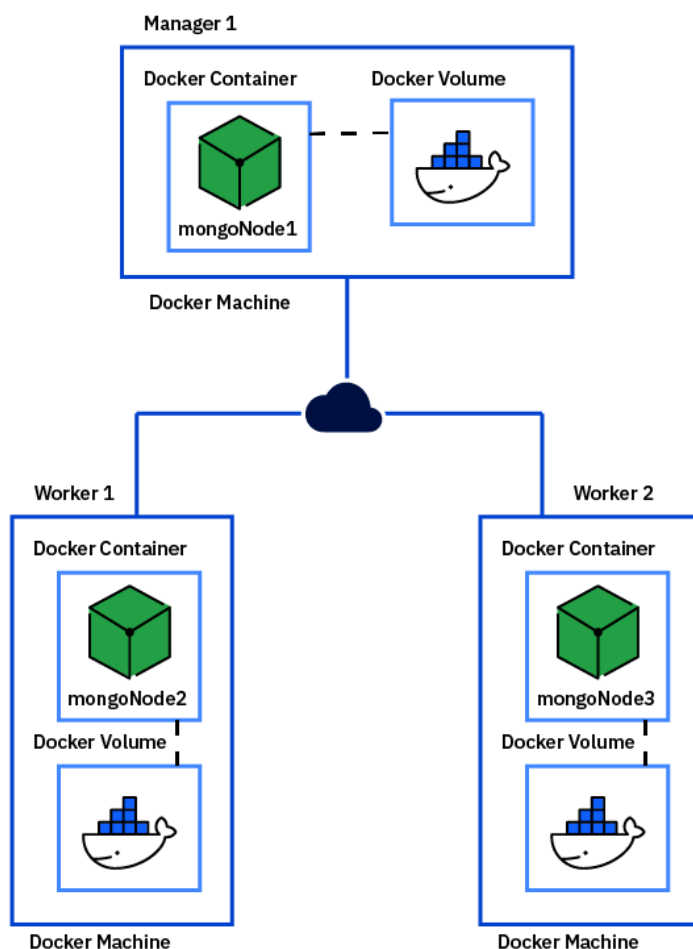 Manager 1
Docker Container
Docker Volume
mongoNode1
Docker Machine
Worker 1
Docker Container
mongoNode2
Docker Volume
Docker Machine
Worker 2
Docker Container
mongoNode3
Docker Volume
Docker Machine